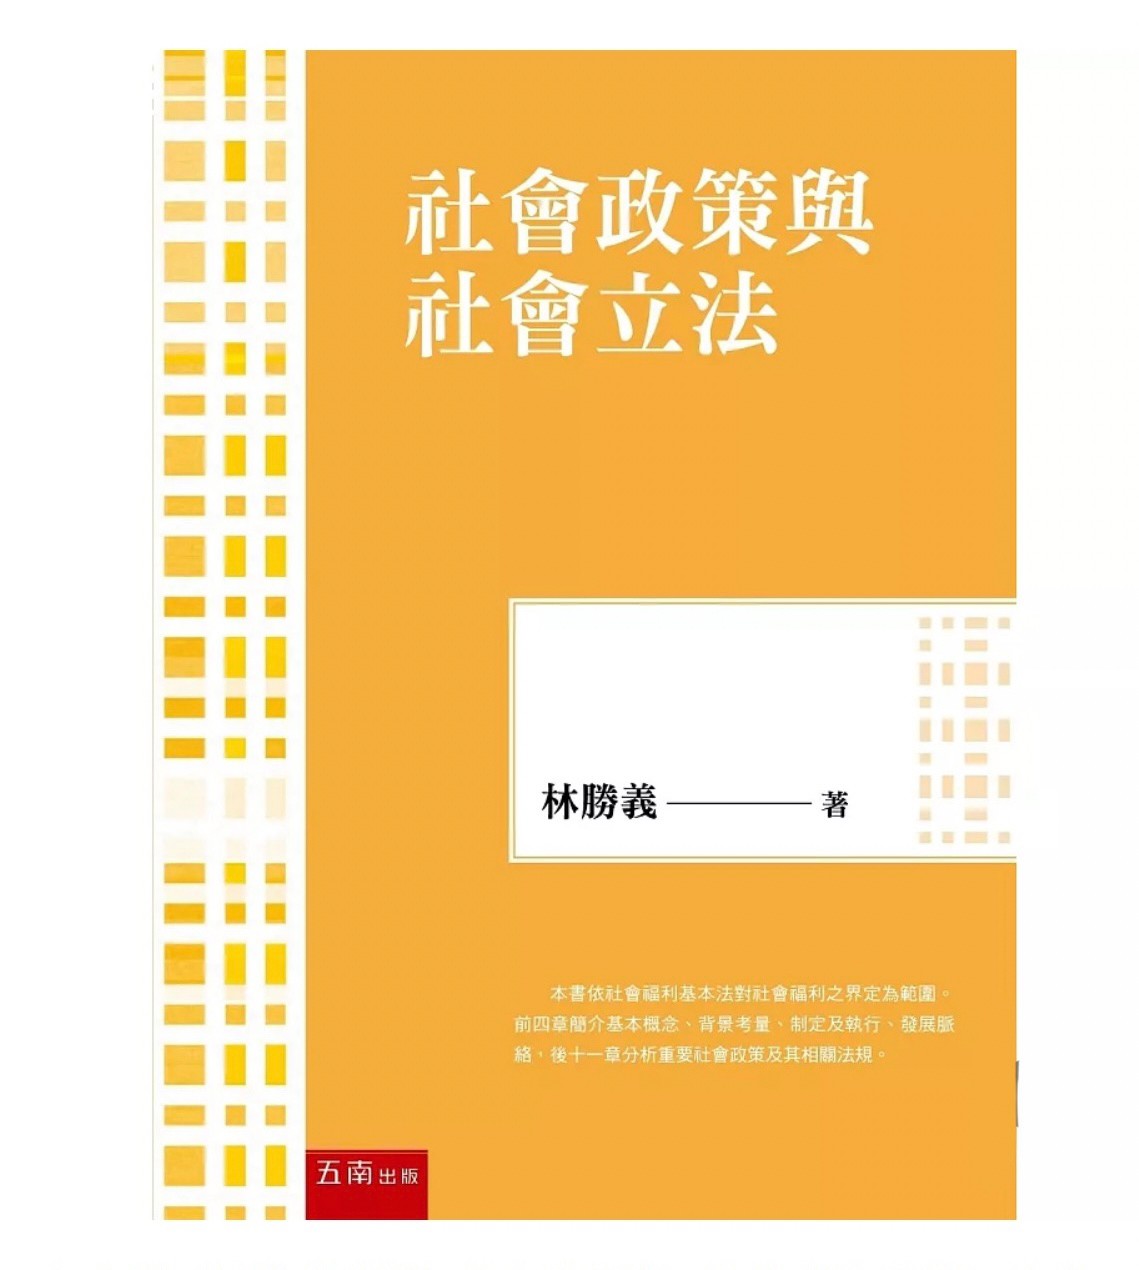 社會政策與
社會立法
林勝義 著
本書依社會福利基本法對社會福利之界定為範圍。
前四章簡介基本概念、背景考量、制定及執行、發展脈
絡，後十一章分析重要社會政策及其相關法規。
五南出版